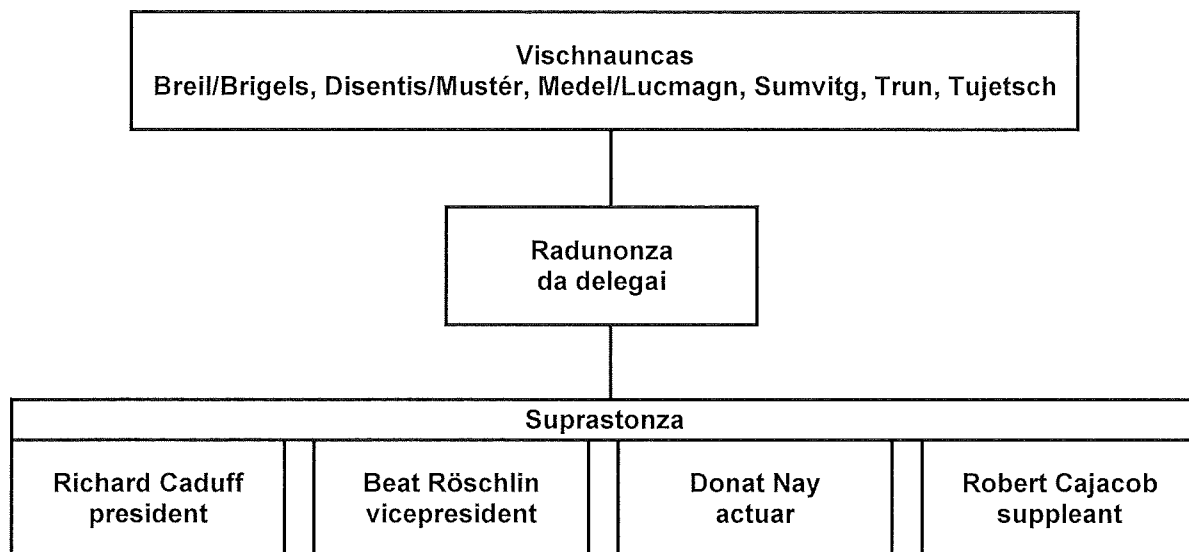 Vischnauncas
Breil/Brigels, Disentis/Mustér, Medel/Lucmagn, Sumvitg, Trun, Tujetsch
Radunonza
da delegai
Suprastonza
Richard Caduff
president
Beat Röschlin
vicepresident
Donat Nay
actuar
Robert Cajacob
suppleant